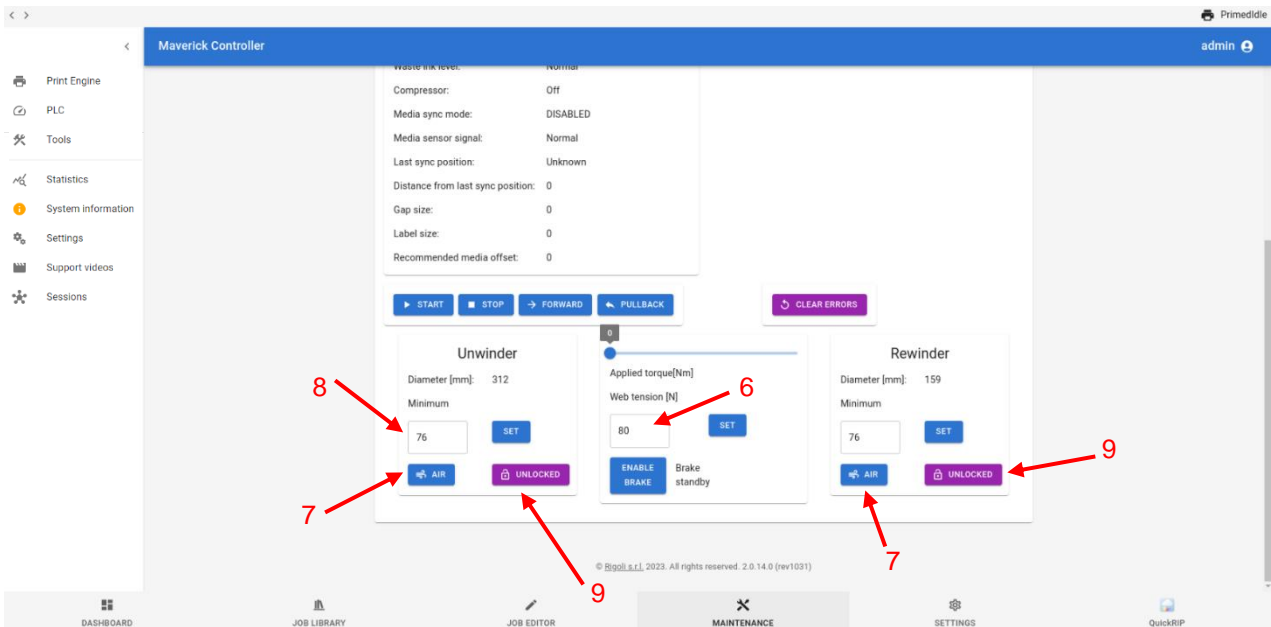 PrimedIdle
Maverick Controller
admin
Print Engine
PLC
Tools
Statistics
System information
Settings
Support videos
Sessions
Waste ink level: Normal
Compressor: Off
Media sync mode: DISABLED
Media sensor signal: Normal
Last sync position: Unknown
Distance from last sync position: 0
Gap size: 0
Label size: 0
Recommended media offset: 0
START STOP FORWARD PULLBACK CLEAR ERRORS
Unwinder
Diameter [mm]: 312
Minimum
76 SET
AIR UNLOCKED
0
Applied torque[Nm]
Web tension [N]
80 SET
ENABLE BRAKE
Brake standby
Rewinder
Diameter [mm]: 159
Minimum
76 SET
AIR UNLOCKED
8
6
9
7
7
9
© Rigoli s.r.l. 2023. All rights reserved. 2.0.14.0 (rev1031)
DASHBOARD JOB LIBRARY JOB EDITOR MAINTENANCE SETTINGS QuickRIP